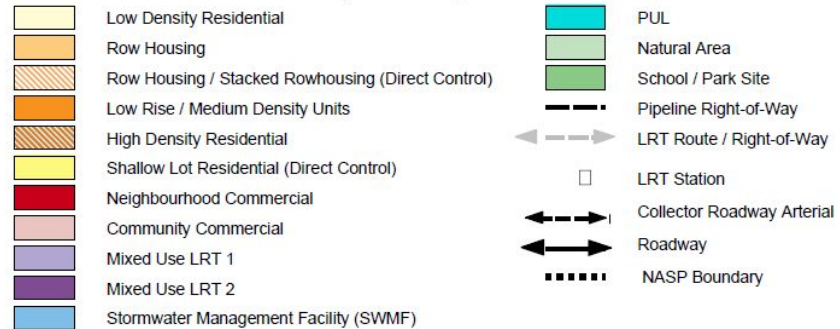 Low Density Residential
Row Housing
Row Housing / Stacked Rowhousing (Direct Control)
Low Rise / Medium Density Units
High Density Residential
Shallow Lot Residential (Direct Control)
Neighbourhood Commercial
Community Commercial
Mixed Use LRT 1
Mixed Use LRT 2
Stormwater Management Facility (SWMF)
PUL
Natural Area
School / Park Site
Pipeline Right-of-Way
LRT Route / Right-of-Way
LRT Station
Collector Roadway Arterial
Roadway
NASP Boundary